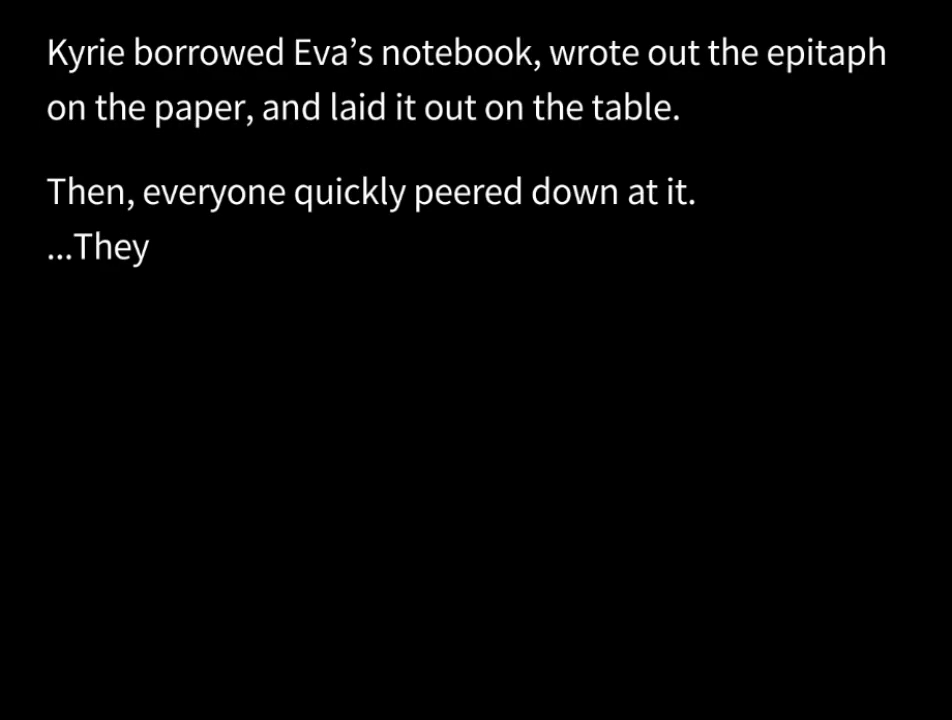 Kyrie borrowed Eva’s notebook, wrote out the epitaph
on the paper, and laid it out on the table.
Then, everyone quickly peered down at it.
...They